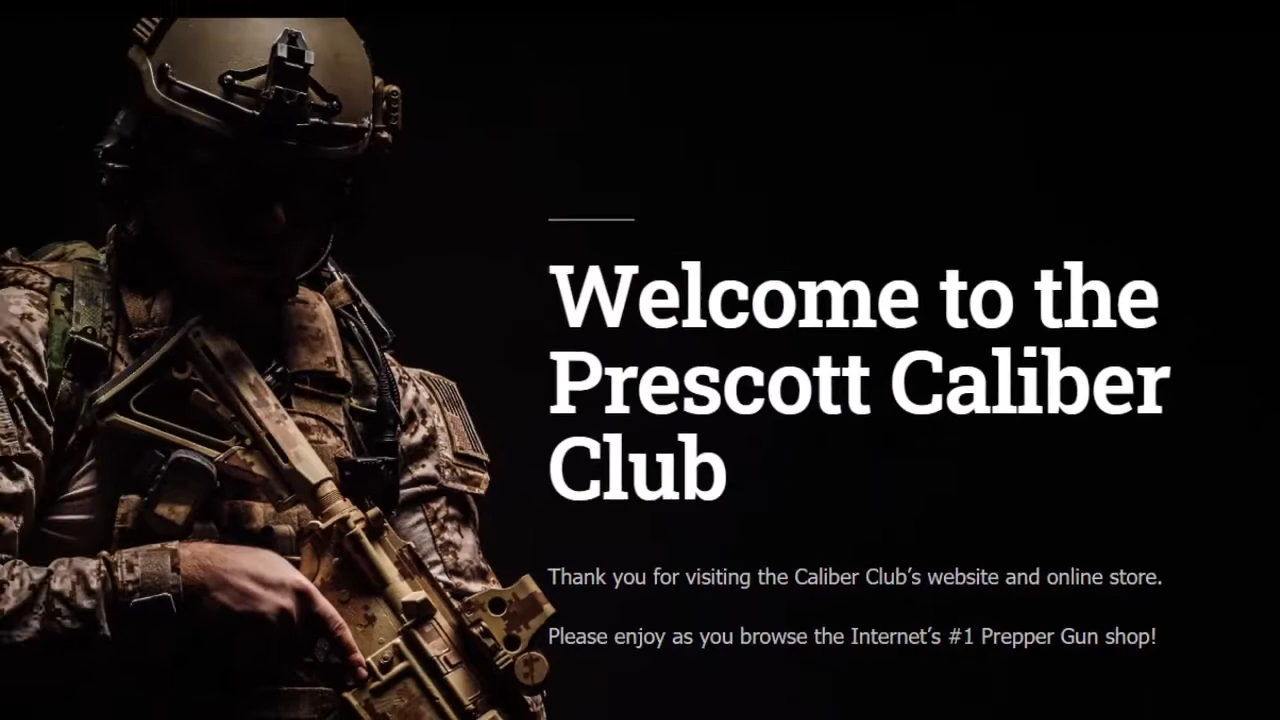 Welcome to the
Prescott Caliber
Club
Thank you for visiting the Caliber Club’s website and online store.
Please enjoy as you browse the Internet’s #1 Prepper Gun shop!